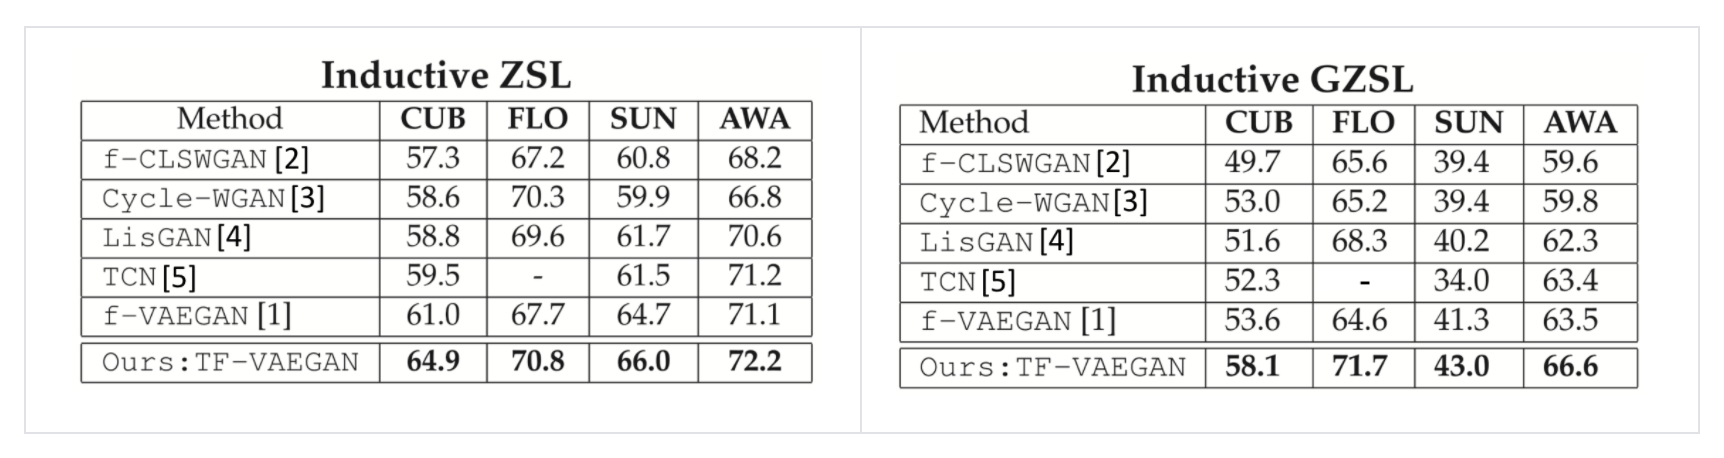 Inductive ZSL
Method CUB FLO SUN AWA
f-CLSWGAN [2] 57.3 67.2 60.8 68.2
Cycle-WGAN [3] 58.6 70.3 59.9 66.8
LisGAN [4] 58.8 69.6 61.7 70.6
TCN [5] 59.5 - 61.5 71.2
f-VAEGAN [1] 61.0 67.7 64.7 71.1
Ours:TF-VAEGAN 64.9 70.8 66.0 72.2
Inductive GZSL
Method CUB FLO SUN AWA
f-CLSWGAN [2] 49.7 65.6 39.4 59.6
Cycle-WGAN [3] 53.0 65.2 39.4 59.8
LisGAN [4] 51.6 68.3 40.2 62.3
TCN [5] 52.3 - 34.0 63.4
f-VAEGAN [1] 53.6 64.6 41.3 63.5
Ours:TF-VAEGAN 58.1 71.7 43.0 66.6